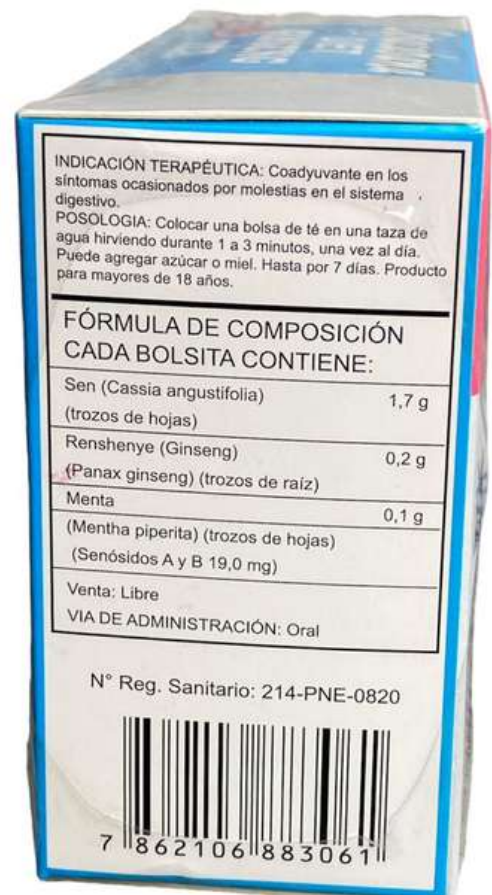 INDICACIÓN TERAPÉUTICA: Coadyuvante en los
síntomas ocasionados por molestias en el sistema
digestivo.
POSOLOGIA: Colocar una bolsa de té en una taza de
agua hirviendo durante 1 a 3 minutos, una vez al día.
Puede agregar azúcar o miel. Hasta por 7 días. Producto
para mayores de 18 años.
FÓRMULA DE COMPOSICIÓN
CADA BOLSITA CONTIENE:
Sen (Cassia angustifolia) 1,7 g
(trozos de hojas)
Renshenye (Ginseng) 0,2 g
(Panax ginseng) (trozos de raíz)
Menta 0,1 g
(Mentha piperita) (trozos de hojas)
(Senósidos A y B 19,0 mg)
Venta: Libre
VIA DE ADMINISTRACIÓN: Oral
N° Reg. Sanitario: 214-PNE-0820
7 862106 883061